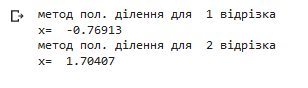 метод пол. ділення для  1 відрізка
x=  -0.76913
метод пол. ділення для  2 відрізка
x=  1.70407